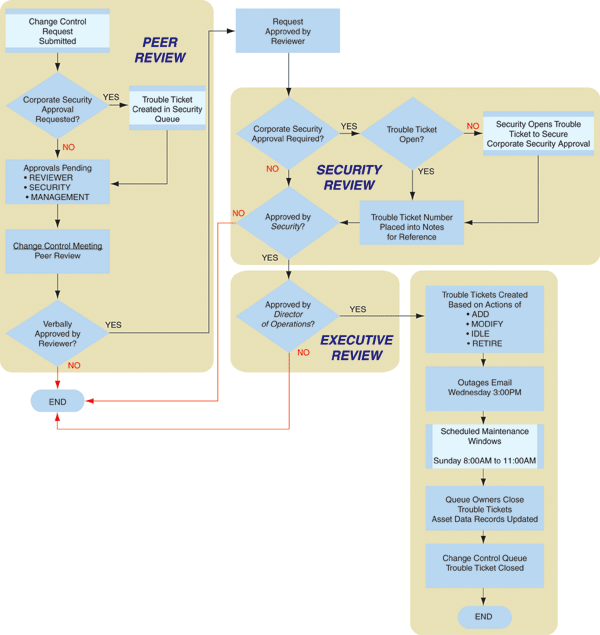 Change Control
Request
Submitted
PEER
REVIEW
Corporate Security
Approval
Requested?
YES
Trouble Ticket
Created in Security
Queue
NO
Approvals Pending
• REVIEWER
• SECURITY
• MANAGEMENT
Change Control Meeting
Peer Review
Verbally
Approved by
Reviewer?
YES
NO
END
Request
Approved by
Reviewer
Corporate Security
Approval Required?
YES
Trouble Ticket
Open?
NO
Security Opens Trouble
Ticket to Secure
Corporate Security Approval
NO
YES
SECURITY
REVIEW
NO
Approved by
Security?
Trouble Ticket Number
Placed into Notes
for Reference
YES
Approved by
Director
of Operations?
YES
EXECUTIVE
REVIEW
NO
Trouble Tickets Created
Based on Actions of
• ADD
• MODIFY
• IDLE
• RETIRE
Outages Email
Wednesday 3:00PM
Scheduled Maintenance
Windows
Sunday 8:00AM to 11:00AM
Queue Owners Close
Trouble Tickets
Asset Data Records Updated
Change Control Queue
Trouble Ticket Closed
END